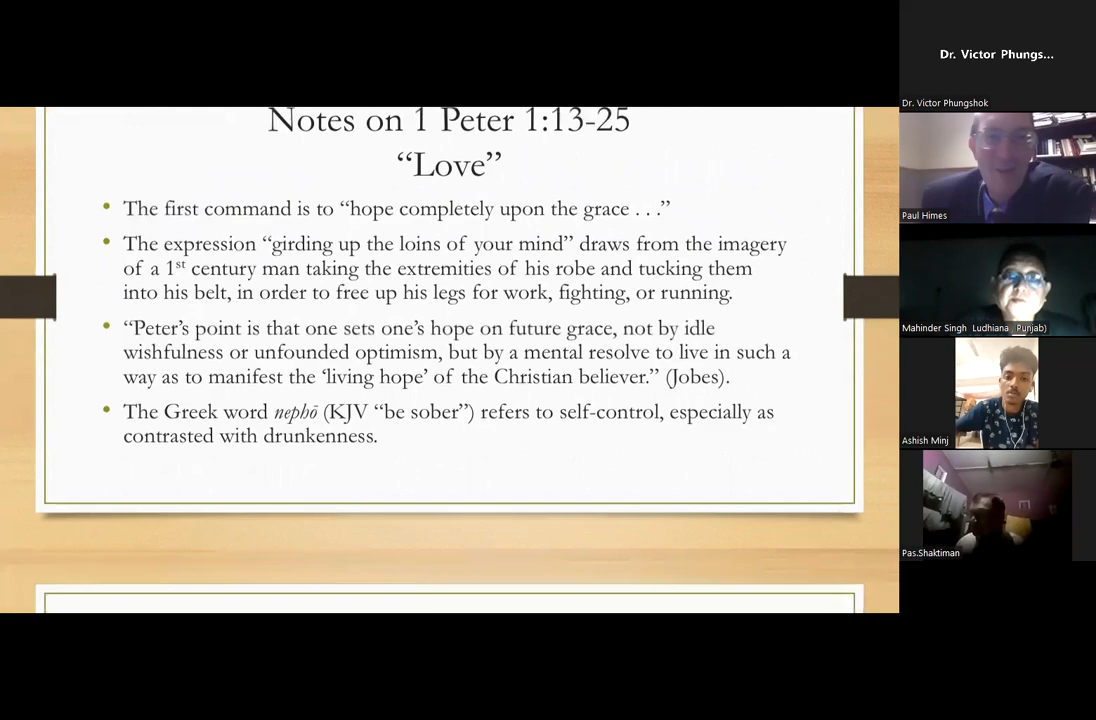 Notes on 1 Peter 1:13-25
“Love”
• The first command is to “hope completely upon the grace . . .”
• The expression “girding up the loins of your mind” draws from the imagery
of a 1st century man taking the extremities of his robe and tucking them
into his belt, in order to free up his legs for work, fighting, or running.
• “Peter’s point is that one sets one’s hope on future grace, not by idle
wishfulness or unfounded optimism, but by a mental resolve to live in such a
way as to manifest the ‘living hope’ of the Christian believer.” (Jobes).
• The Greek word nephō (KJV “be sober”) refers to self-control, especially as
contrasted with drunkenness.
Dr. Victor Phungs...
Dr. Victor Phungshok
Paul Himes
Mahinder Singh Ludhiana , Punjab)
Ashish Minj
Pas.Shaktiman